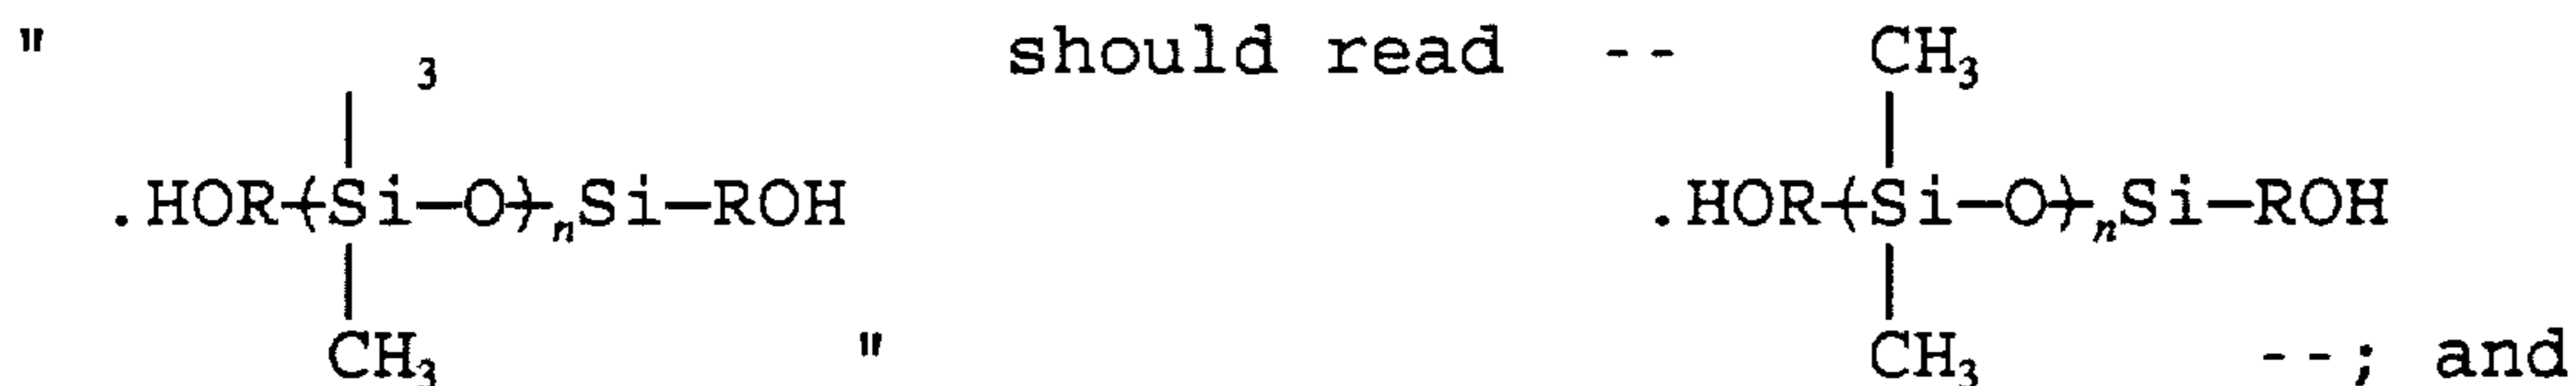 " 3 should read -- CH3
.HOR-(Si-O-)nSi-ROH .HOR-(Si-O-)nSi-ROH
CH3 " CH3 --; and